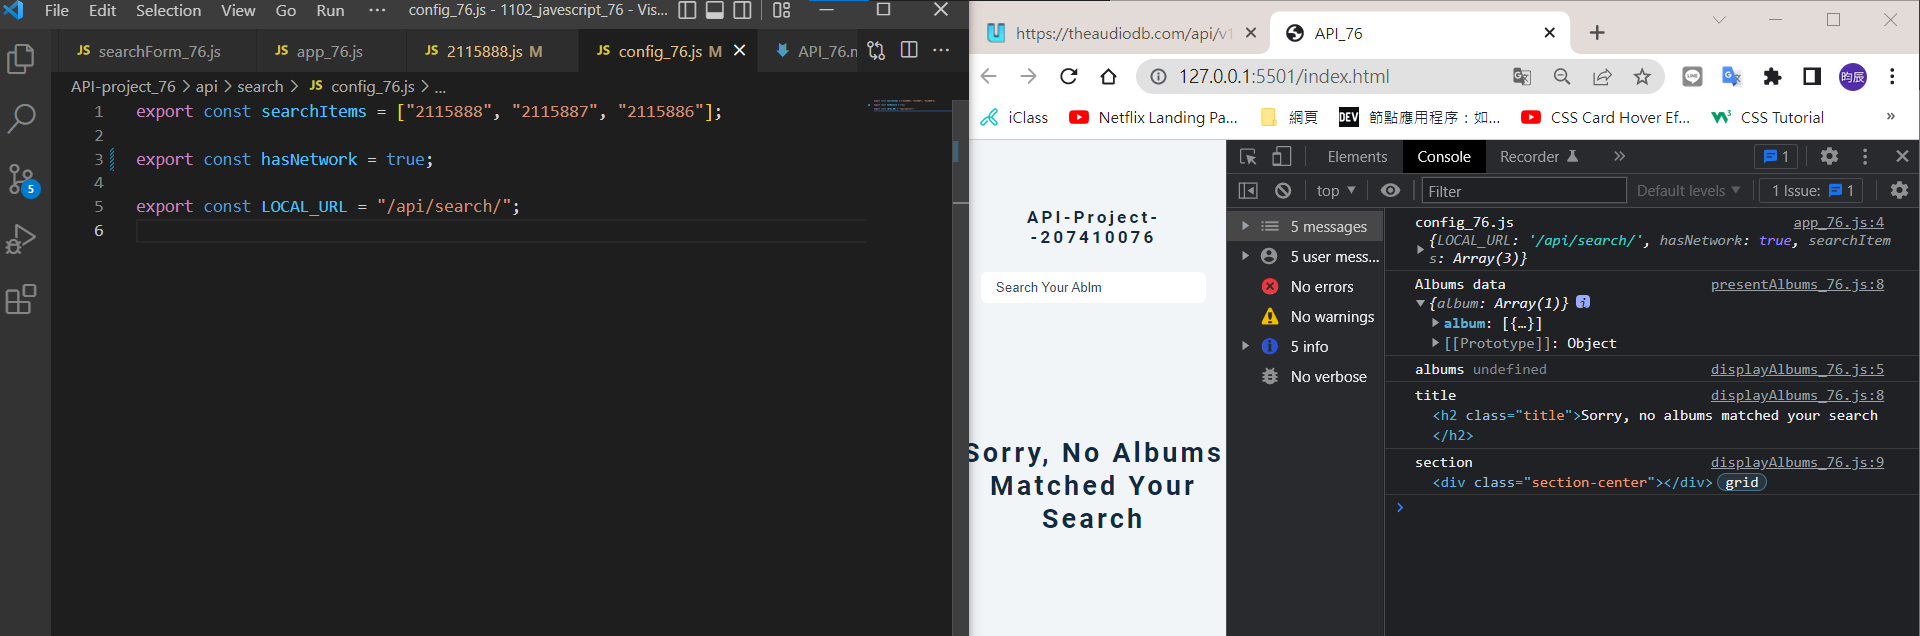 File Edit Selection View Go Run ··· config_76.js - 1102_javescript_76 - Vis...
JS searchForm_76.js JS app_76.js JS 2115888.js M JS config_76.js M API_76.m
API-project_76 > api > search > JS config_76.js > ...
1 export const searchItems = ["2115888", "2115887", "2115886"];
2
3 export const hasNetwork = true;
4
5 export const LOCAL_URL = "/api/search/";
6
5
https://theaudiodb.com/api/v1 API_76
127.0.0.1:5501/index.html 昀辰
iClass Netflix Landing Pa... 網頁 DEV 節點應用程序：如... CSS Card Hover Ef... CSS Tutorial »
API-Project-
-207410076
Search Your Ablm
Sorry, No Albums
Matched Your
Search
Elements Console Recorder » 1
top Filter Default levels 1 Issue: 1
5 messages
5 user mess...
No errors
No warnings
5 info
No verbose
config_76.js app_76.js:4
{LOCAL_URL: '/api/search/', hasNetwork: true, searchItem
s: Array(3)}
Albums data presentAlbums_76.js:8
{album: Array(1)} i
album: [{…}]
[[Prototype]]: Object
albums undefined displayAlbums_76.js:5
title displayAlbums_76.js:8
<h2 class="title">Sorry, no albums matched your search
</h2>
section displayAlbums_76.js:9
<div class="section-center"></div> grid